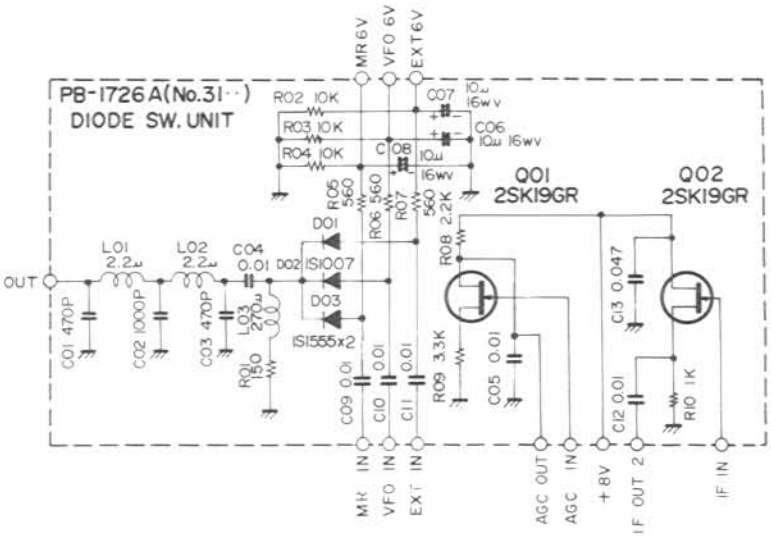 MR 6V
VFO 6V
EXT 6V
PB-1726A(No.31··)
DIODE SW. UNIT
R02 10K
R03 10K
R04 10K
C07
10μ
16WV
C06
10μ 16WV
C08
10μ
16WV
R05
560
R06 560
R07
560
Q01
2SK19GR
Q02
2SK19GR
R08 2.2K
OUT
L01
2.2μ
L02
2.2μ
C04
0.01
D01
D02
1S1007
D03
1S1555x2
C01 470P
C02 1000P
C03 470P
L03
270μ
R01
150
C09 0.01
C10 0.01
C11 0.01
R09 3.3K
C05 0.01
C13 0.047
C12 0.01
R10 1K
MR IN
VFO IN
EXT IN
AGC OUT
AGC IN
+8V
IF OUT 2
IF IN